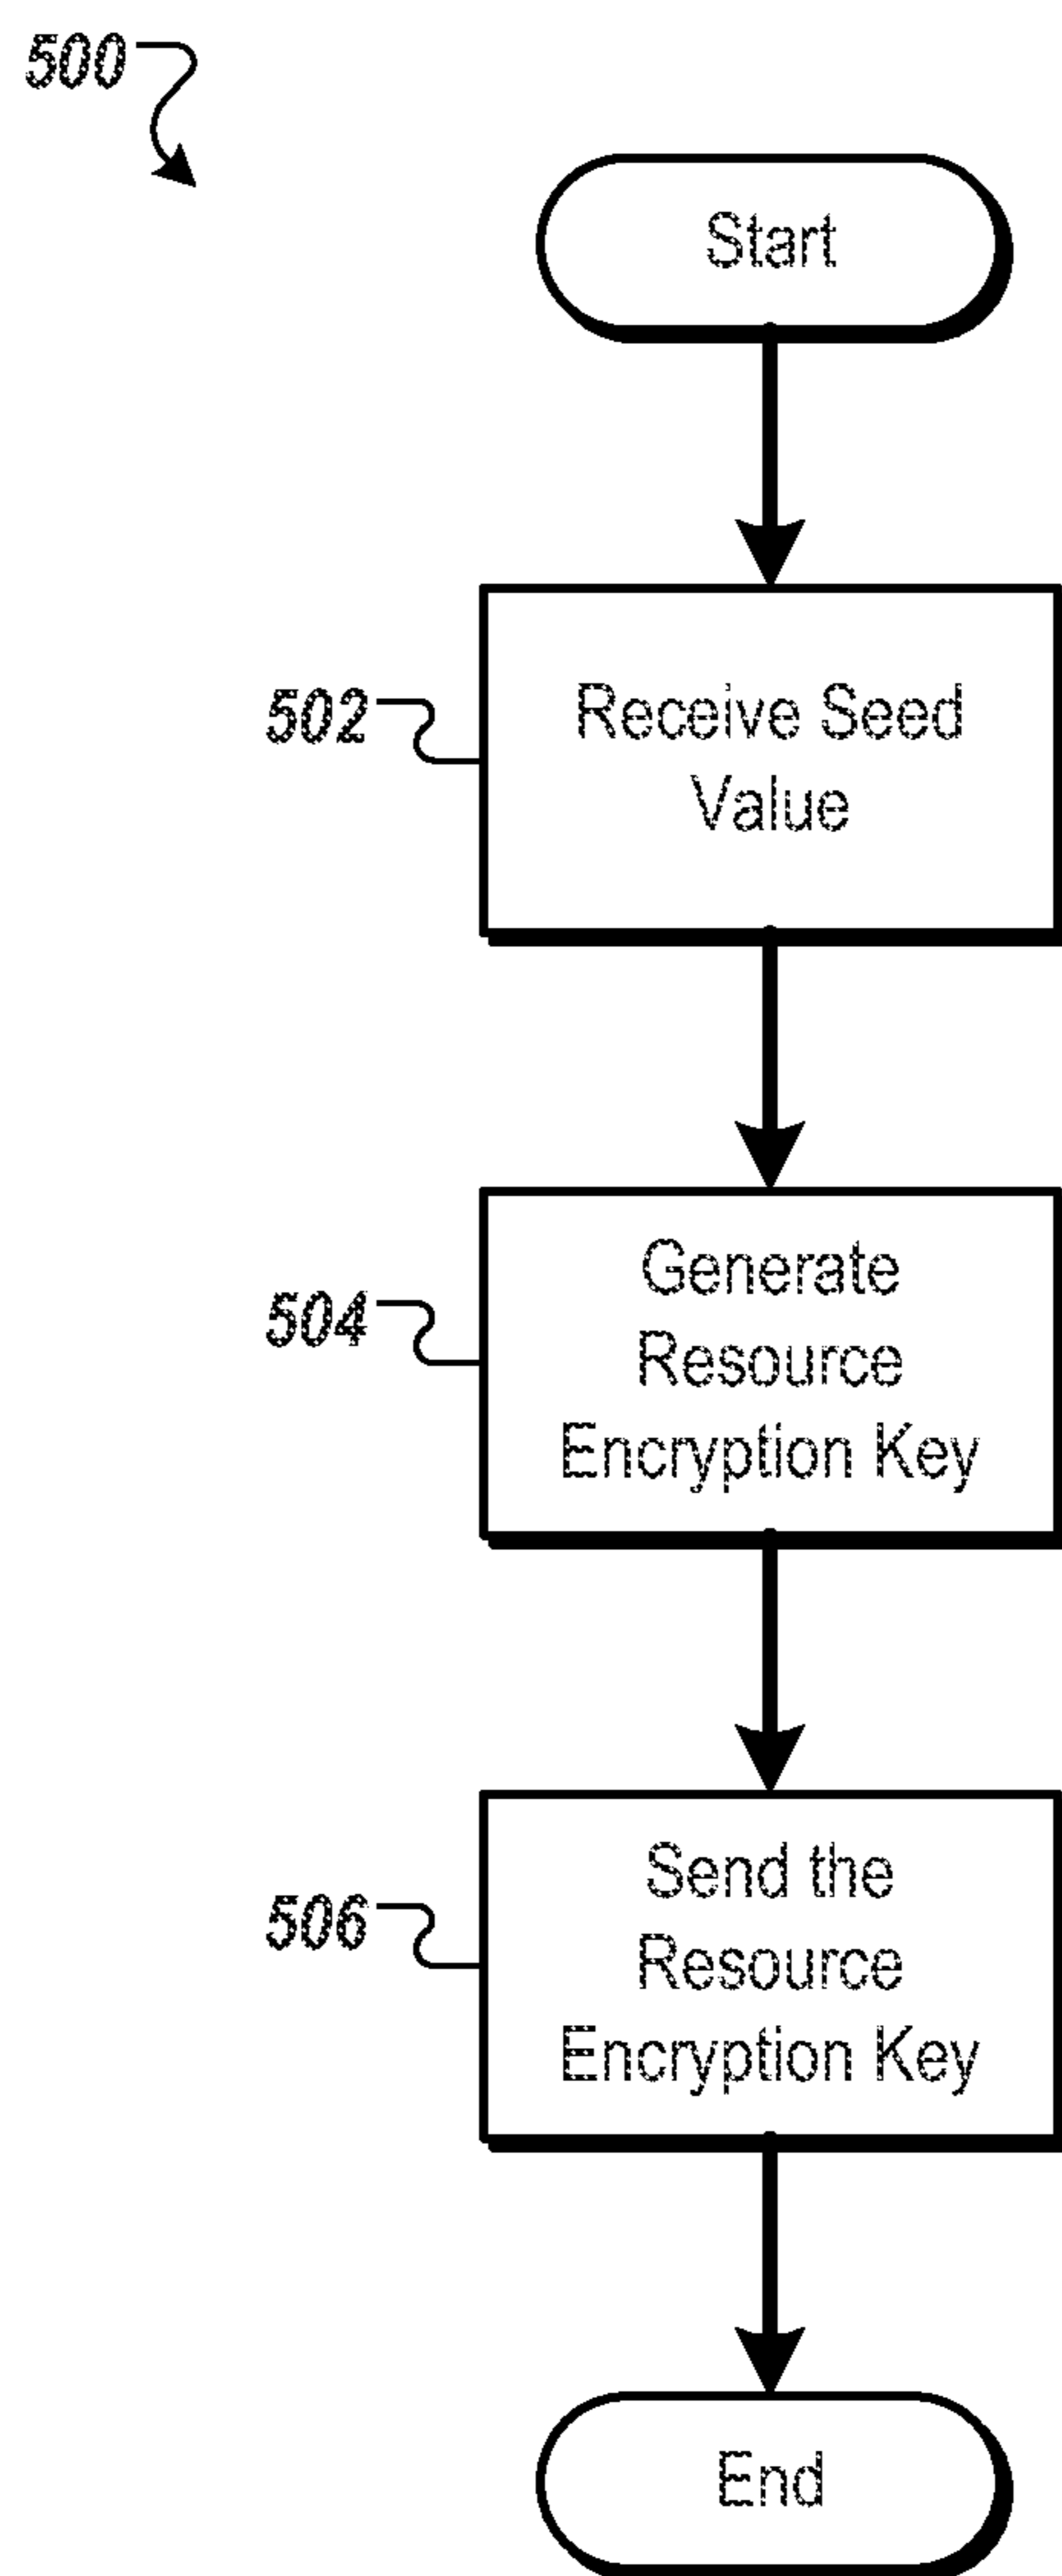 500
Start
502
Receive Seed
Value
504
Generate
Resource
Encryption Key
506
Send the
Resource
Encryption Key
End